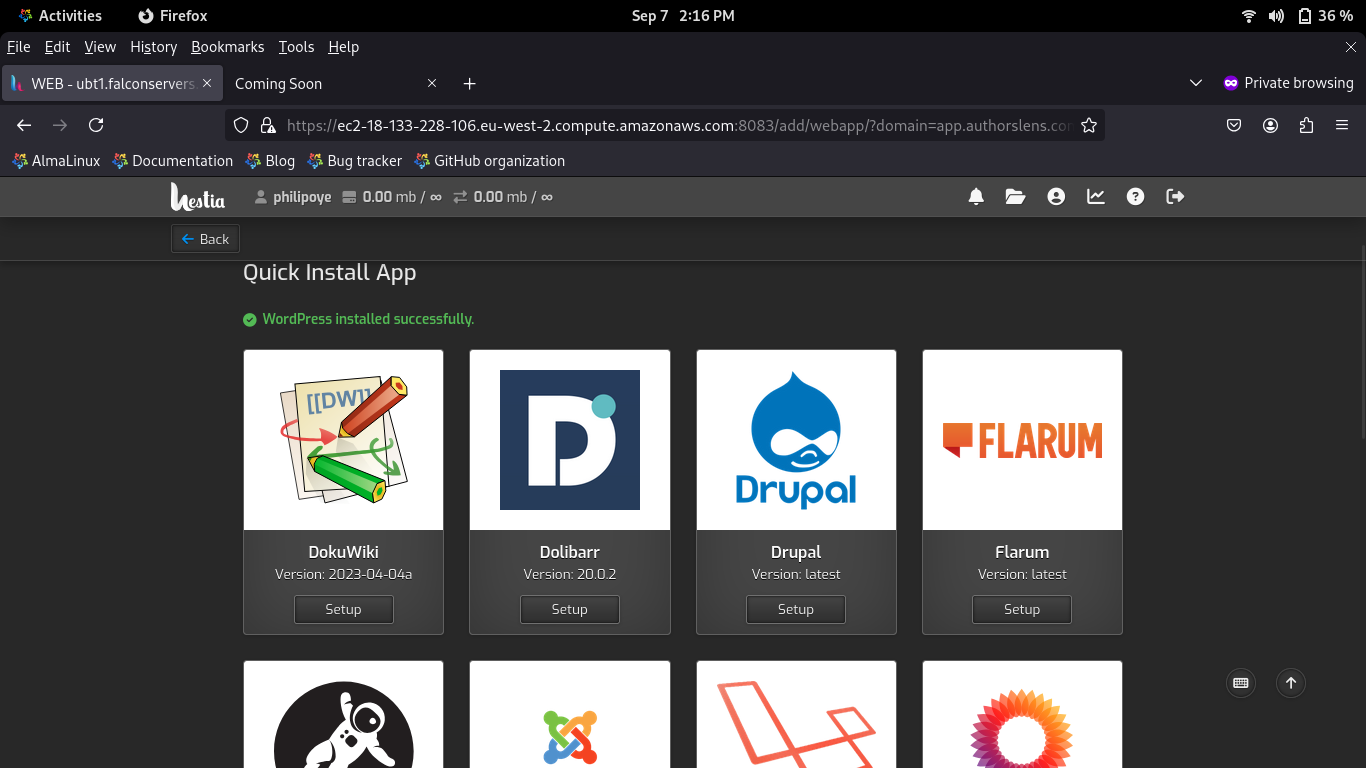 Activities Firefox Sep 7 2:16 PM 36 %
File Edit View History Bookmarks Tools Help
WEB - ubt1.falconservers. Coming Soon Private browsing
https://ec2-18-133-228-106.eu-west-2.compute.amazonaws.com:8083/add/webapp/?domain=app.authorslens.con
AlmaLinux Documentation Blog Bug tracker GitHub organization
hestia philipoye 0.00 mb / ∞ 0.00 mb / ∞
Back
Quick Install App
WordPress installed successfully.
[[DW]]
D
Drupal
FLARUM
DokuWiki Dolibarr Drupal Flarum
Version: 2023-04-04a Version: 20.0.2 Version: latest Version: latest
Setup Setup Setup Setup